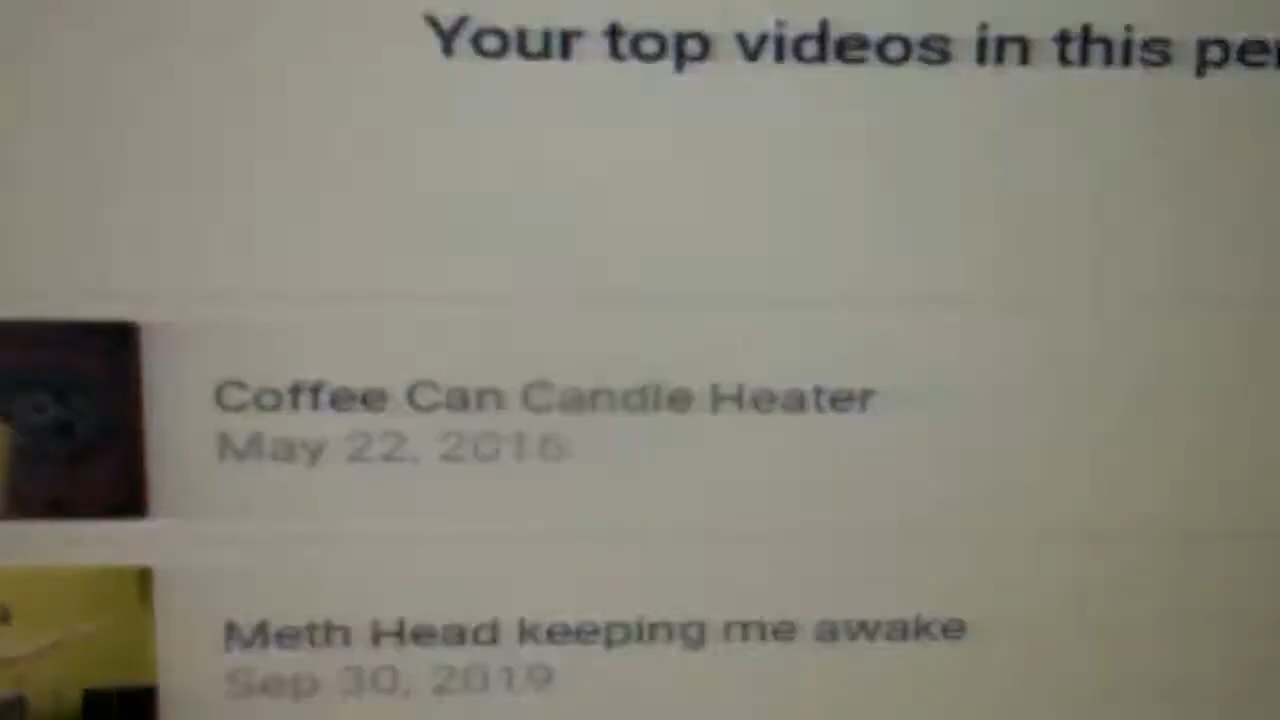 Your top videos in this per
Coffee Can Candle Heater
May 22, 2016
Meth Head keeping me awake
Sep 30, 2019